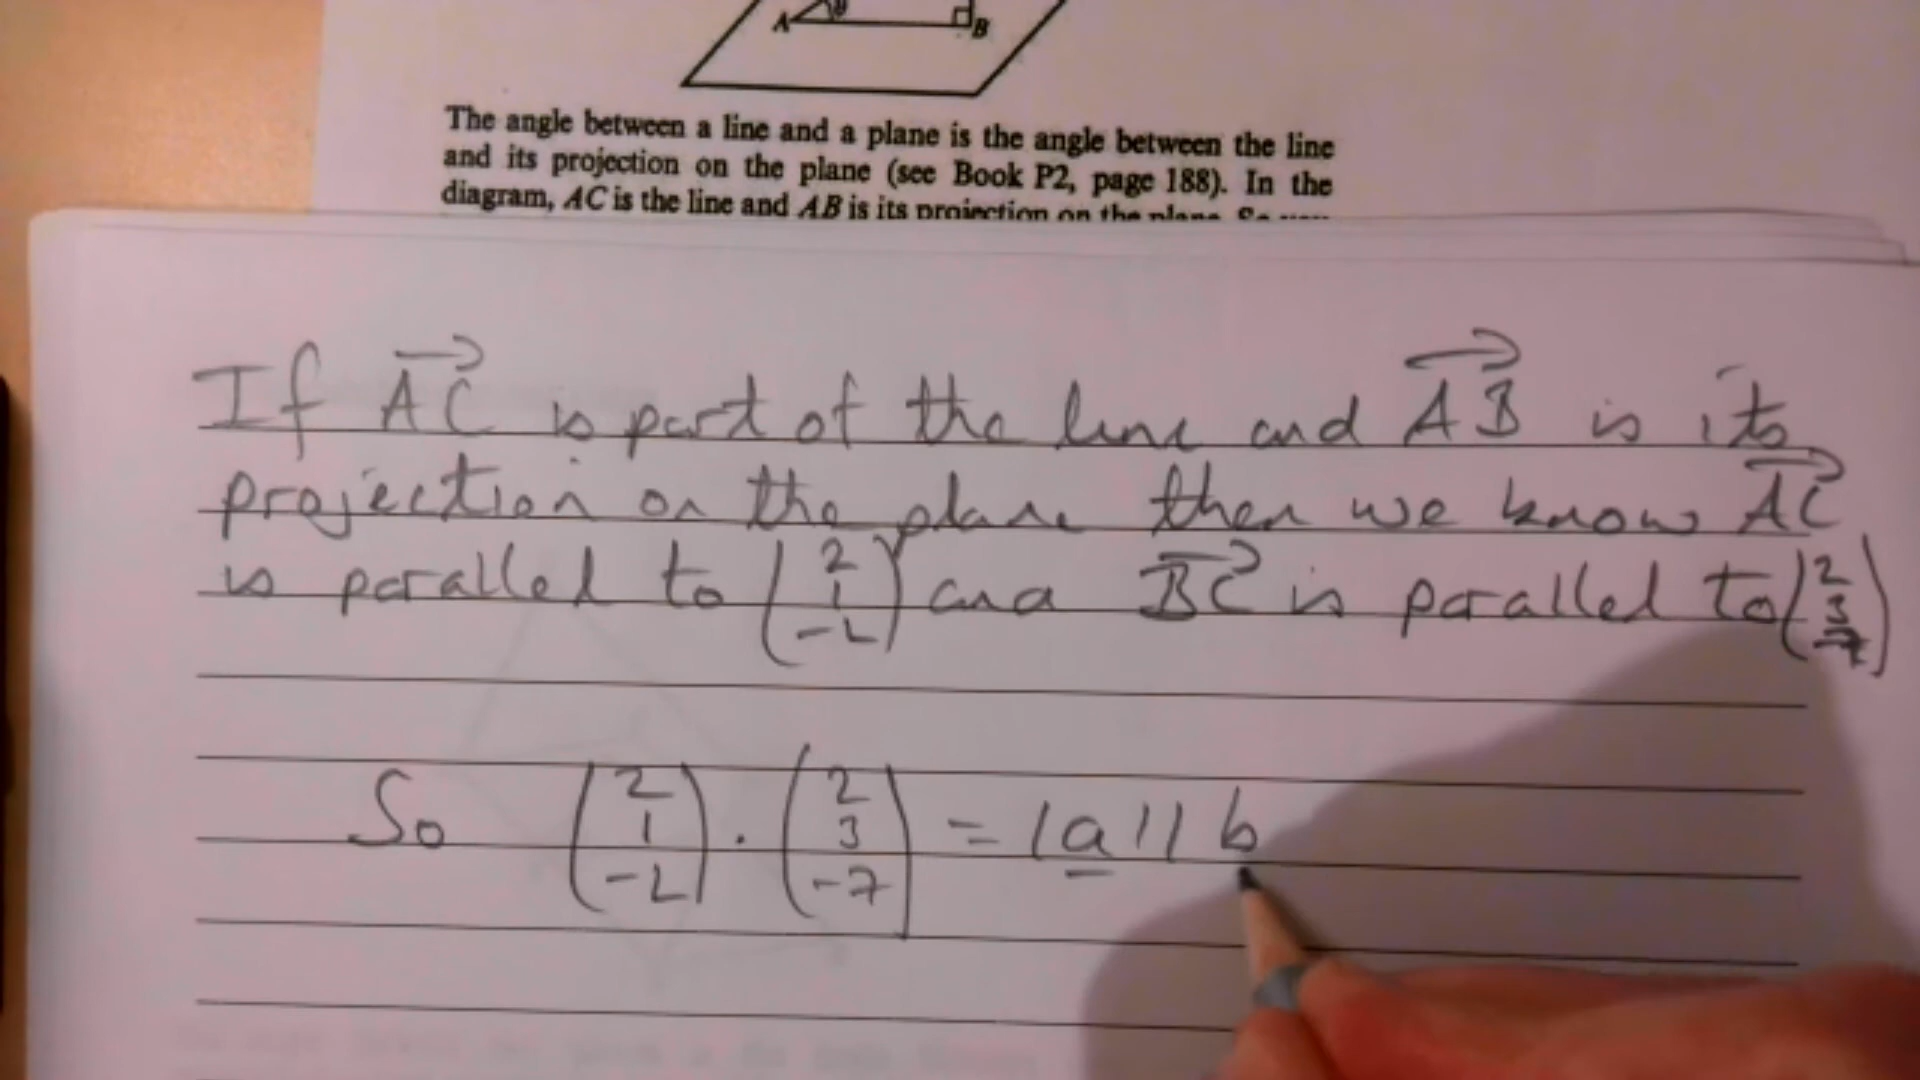 A B
The angle between a line and a plane is the angle between the line
and its projection on the plane (see Book P2, page 188). In the
diagram, AC is the line and AB is its projection on the plane. So you
If AC is part of the line and AB is its
projection on the plane then we know AC
is parallel to (2 1 -2) and BC is parallel to (2 3 -7)
So (2 1 -2) . (2 3 -7) = |a|| b